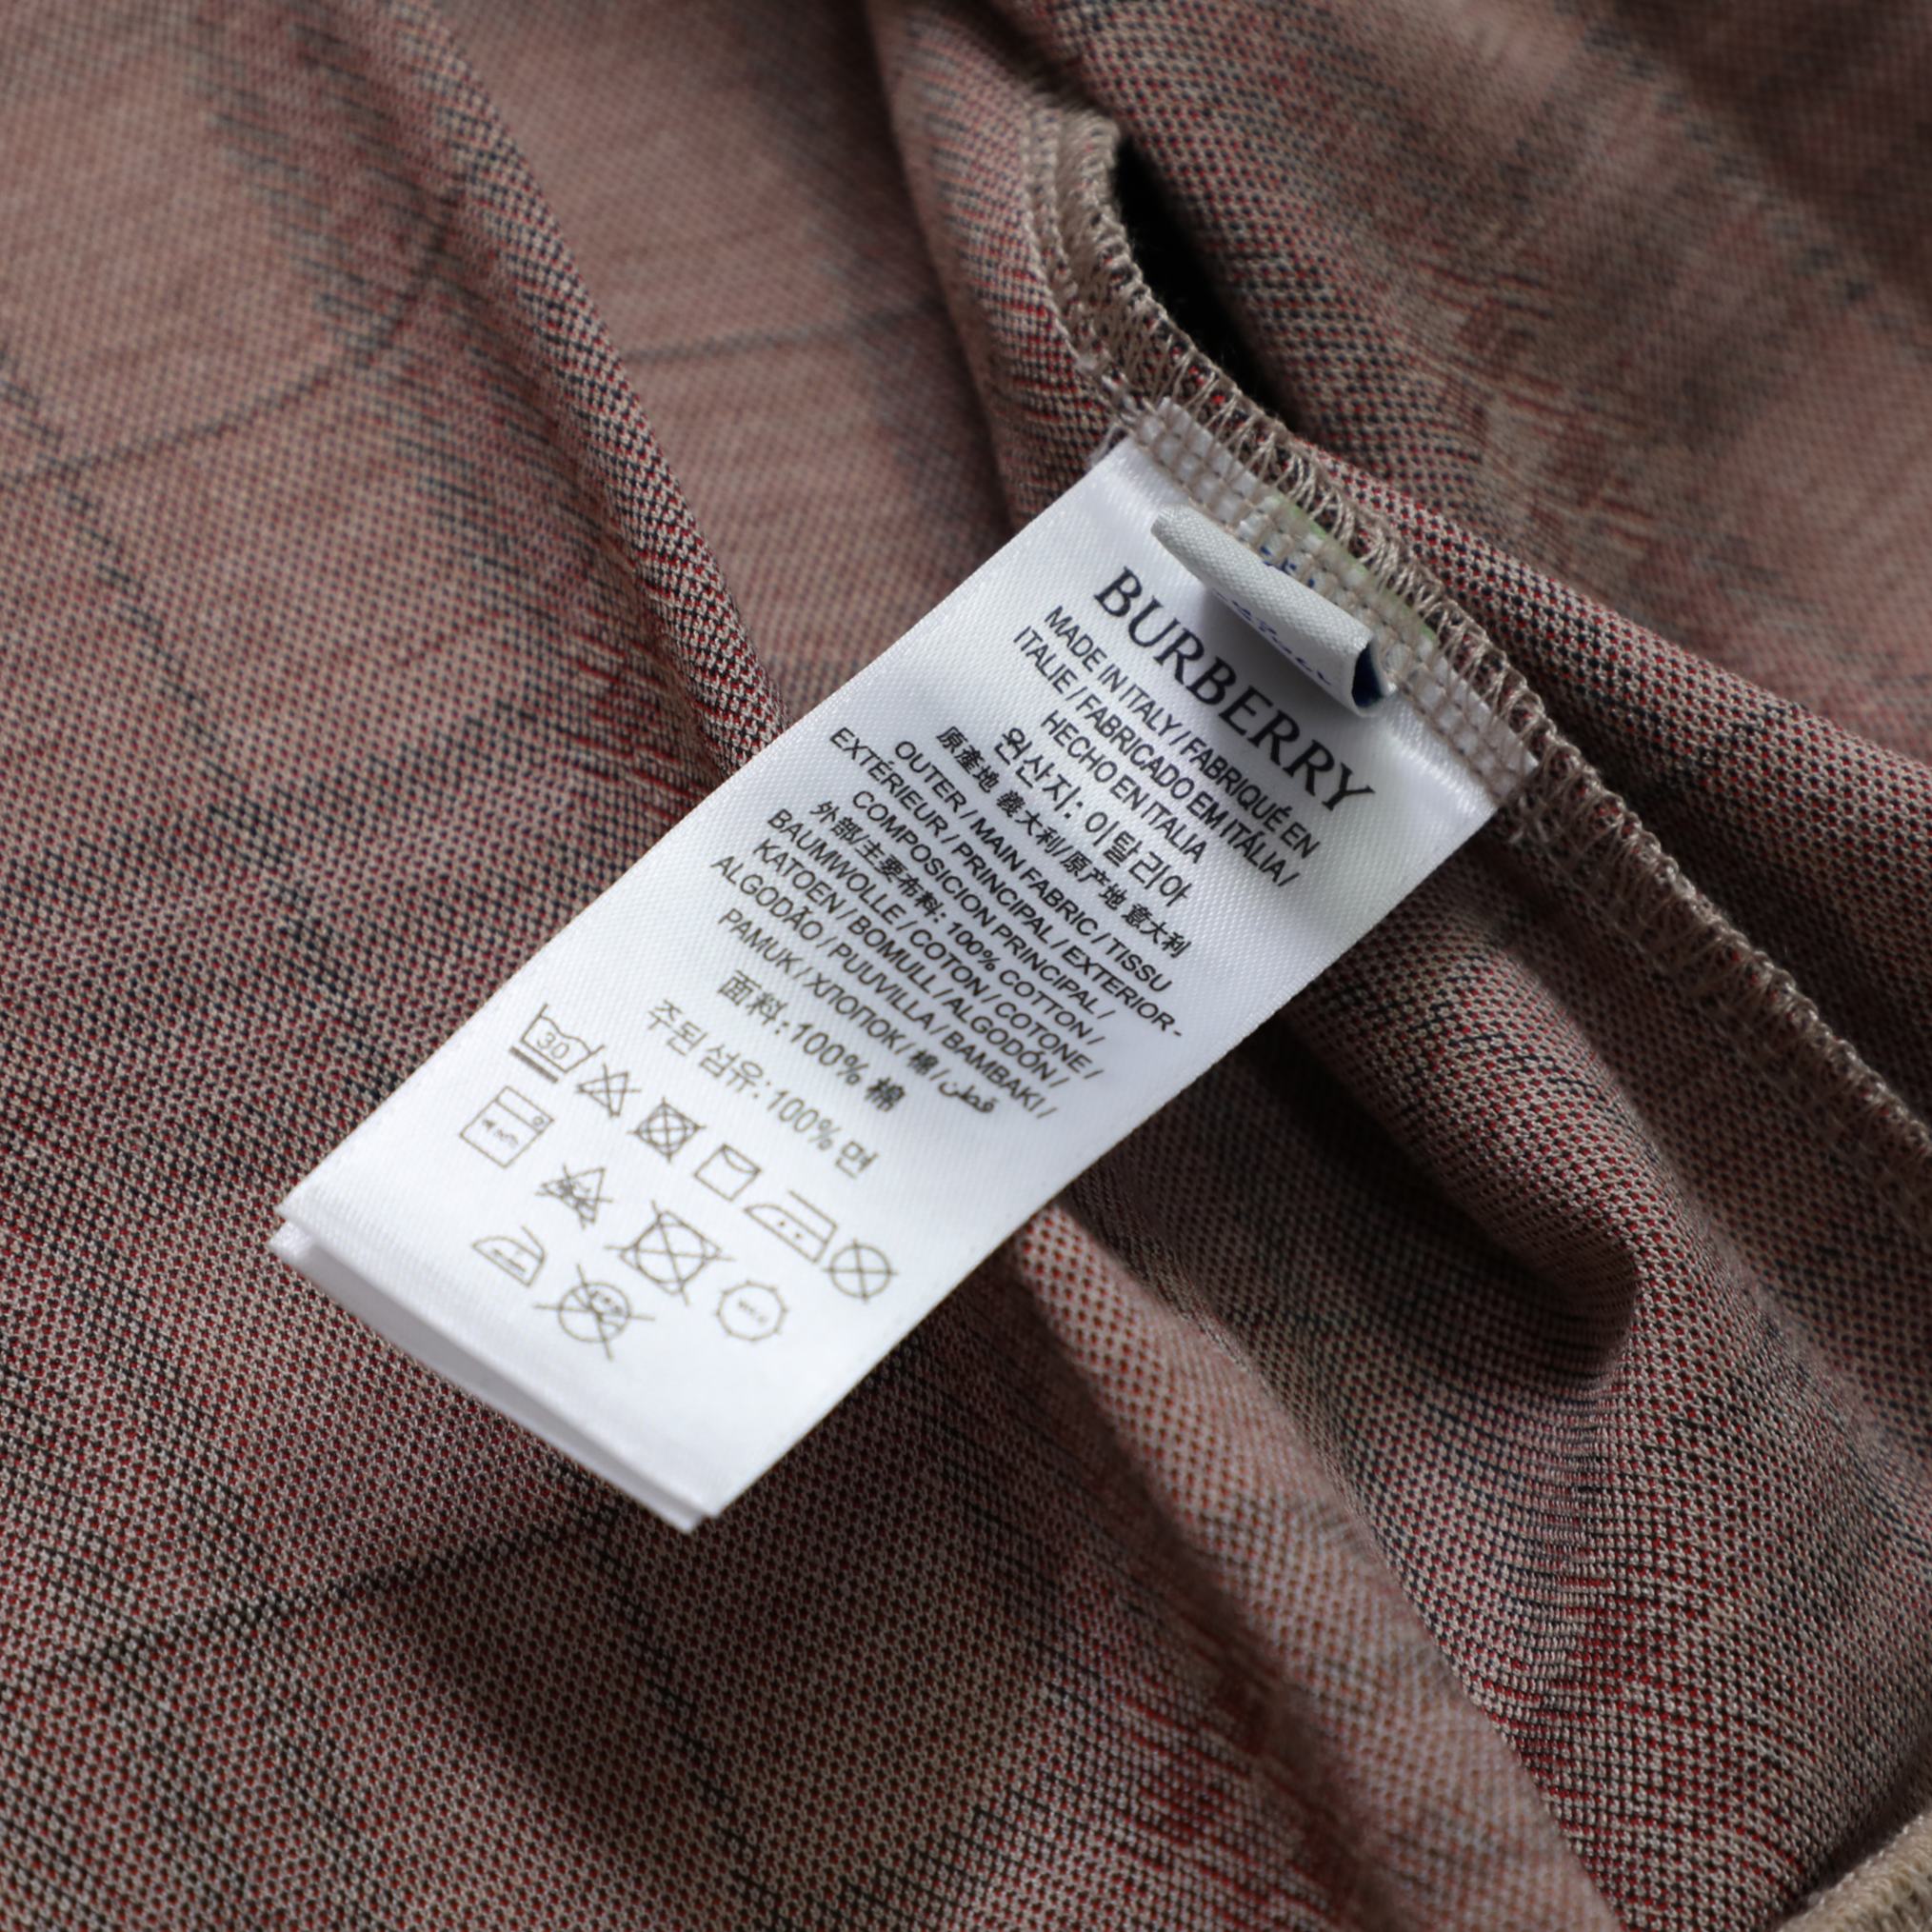 BURBERRY
MADE IN ITALY / FABRIQUÉ EN
ITALIE / FABRICADO EM ITÁLIA /
HECHO EN ITALIA
원산지: 이탈리아
原產地 義大利/原产地 意大利
OUTER / MAIN FABRIC / TISSU
EXTÉRIEUR / PRINCIPAL / EXTERIOR -
COMPOSICION PRINCIPAL /
外部/主要布料: 100% COTTON /
BAUMWOLLE / COTON / COTONE /
KATOEN / BOMULL / ALGODÓN /
ALGODÃO / PUUVILLA / BAMBAKI /
PAMUK / ХПОПОК / 棉 / قطن
面料: 100% 棉
주된 섬유: 100% 면
30